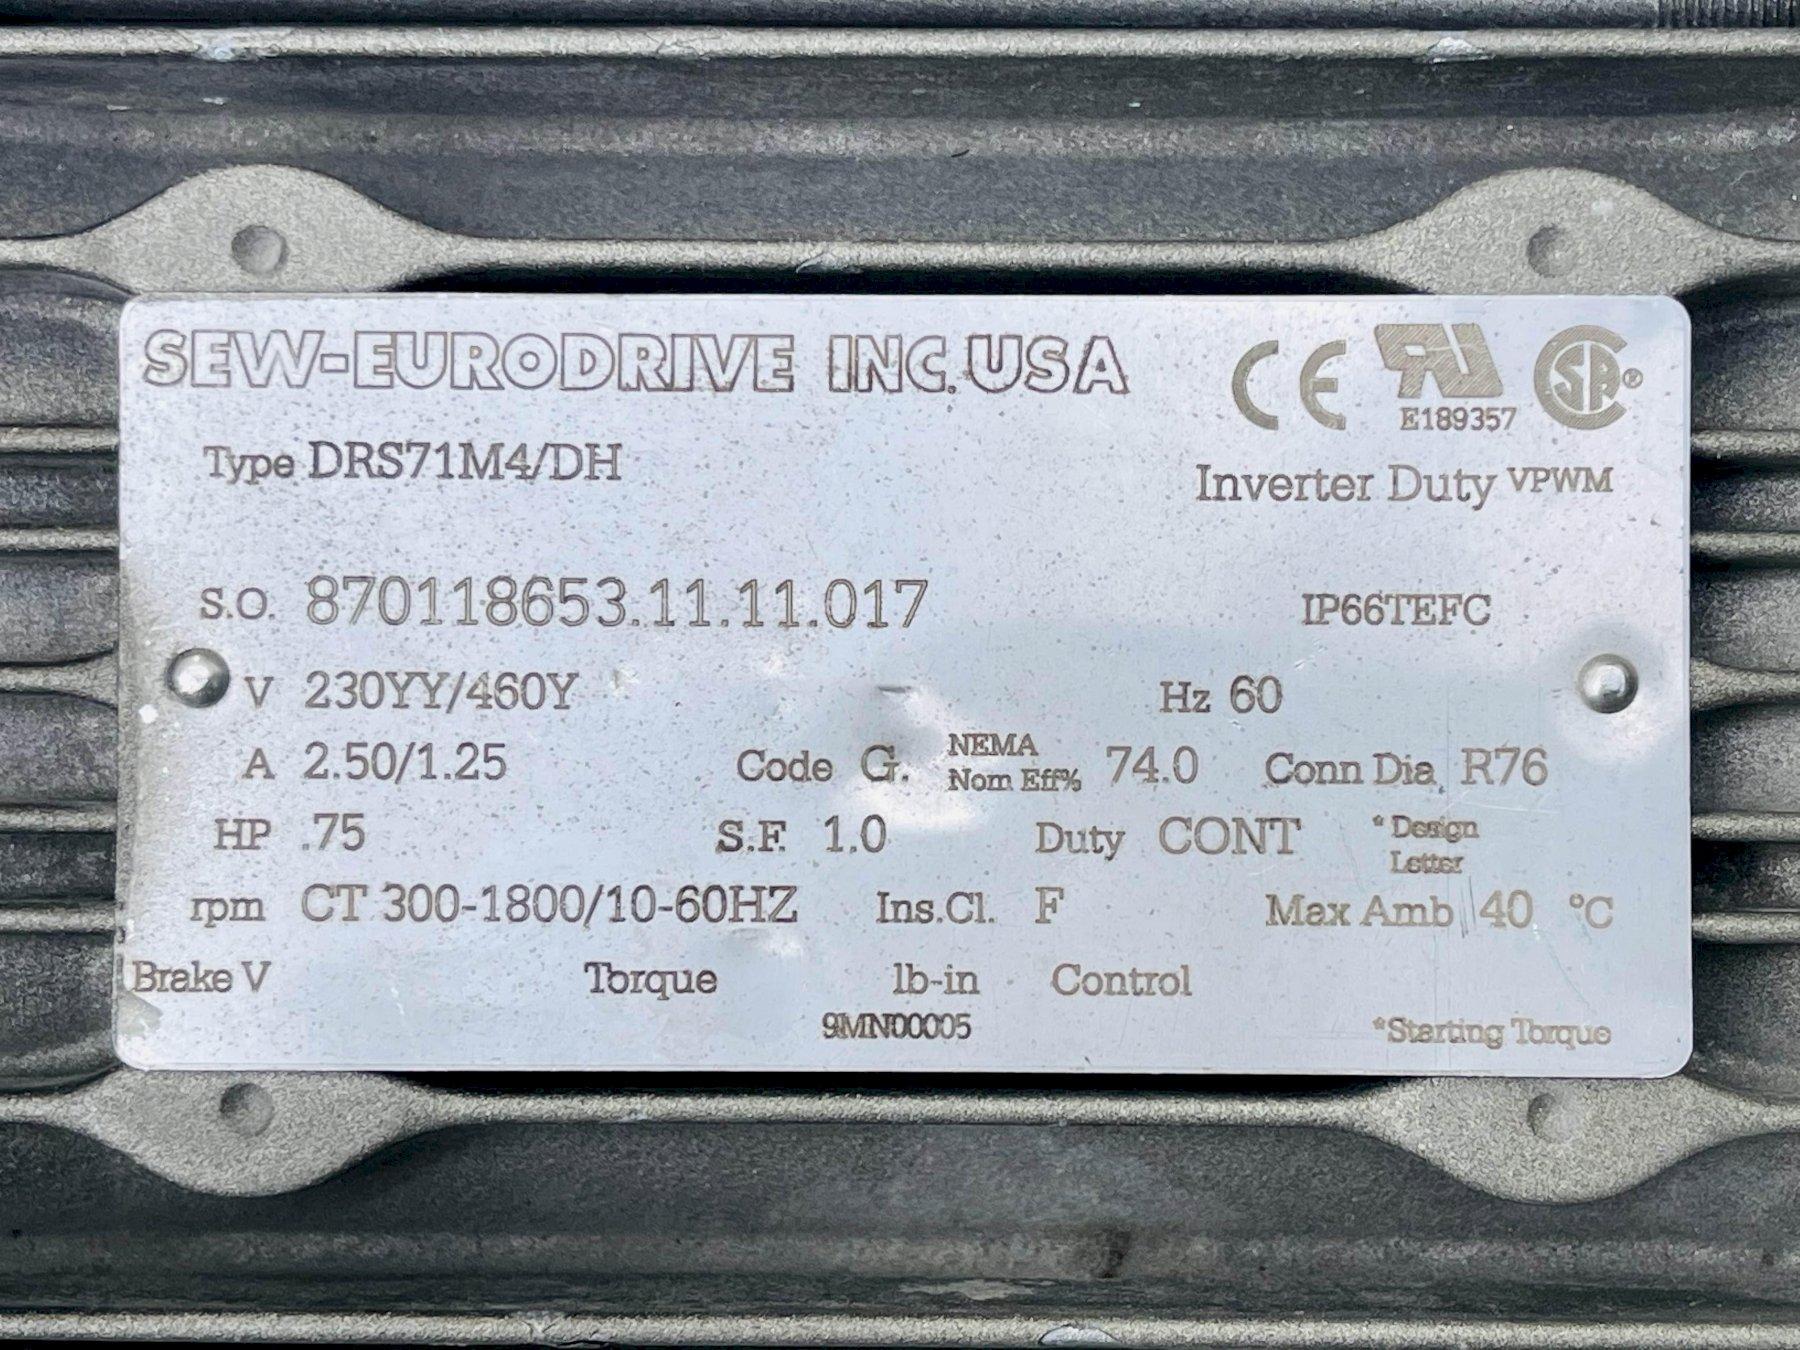 SEW-EURODRIVE INC. USA
CE RU SA®
E189357
Type DRS71M4/DH
Inverter Duty VPWM
S.O. 870118653.11.11.017
IP66TEFC
V 230YY/460Y Hz 60
A 2.50/1.25 Code G. NEMA Nom Eff% 74.0 Conn Dia R76
HP .75 S.F. 1.0 Duty CONT *Design Letter
rpm CT 300-1800/10-60HZ Ins.Cl. F Max Amb 40 °C
Brake V Torque lb-in Control
9MN00005
*Starting Torque